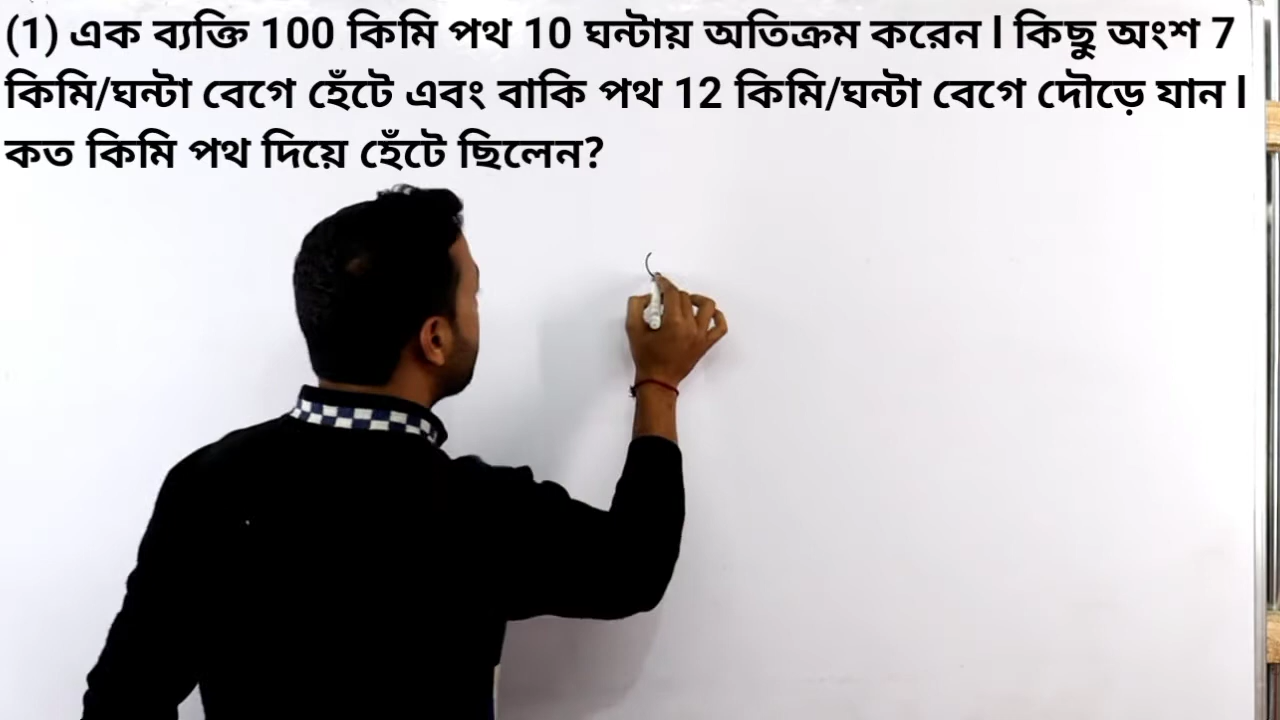 (1) এক ব্যক্তি 100 কিমি পথ 10 ঘন্টায় অতিক্রম করেন l কিছু অংশ 7
কিমি/ঘন্টা বেগে হেঁটে এবং বাকি পথ 12 কিমি/ঘন্টা বেগে দৌড়ে যান l
কত কিমি পথ দিয়ে হেঁটে ছিলেন?